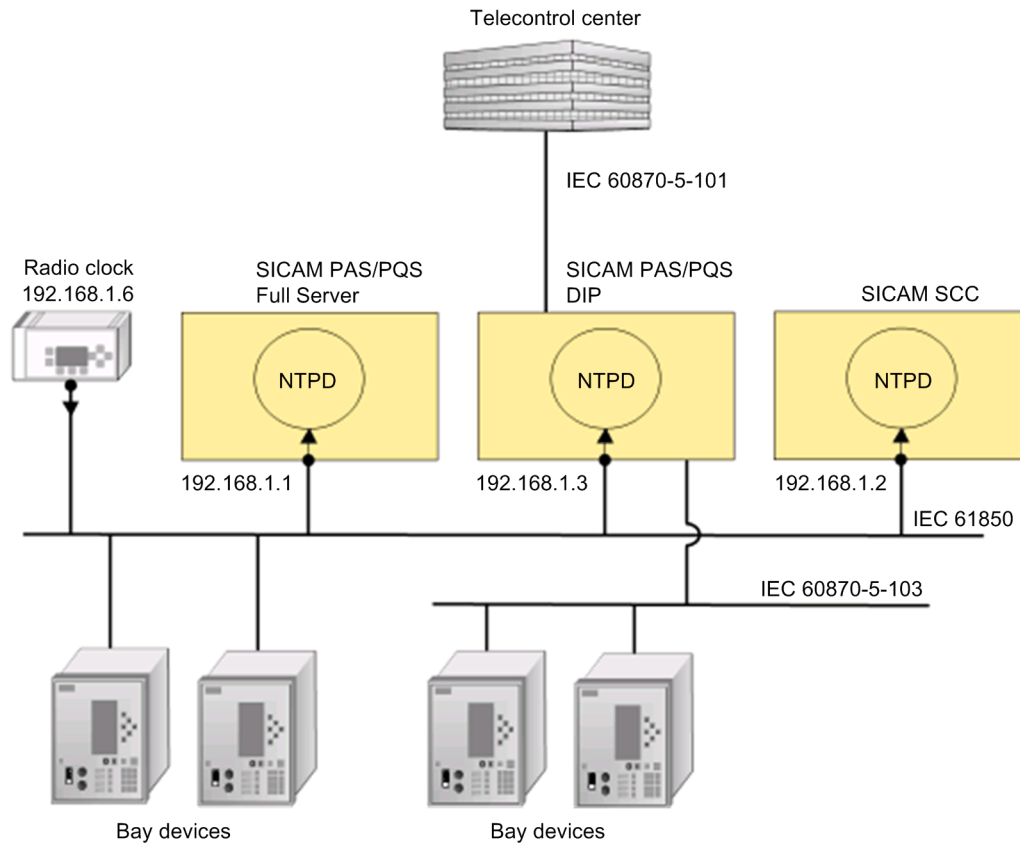 Telecontrol center
IEC 60870-5-101
Radio clock
192.168.1.6
SICAM PAS/PQS
Full Server
SICAM PAS/PQS
DIP
SICAM SCC
NTPD
NTPD
NTPD
192.168.1.1
192.168.1.3
192.168.1.2
IEC 61850
IEC 60870-5-103
Bay devices
Bay devices